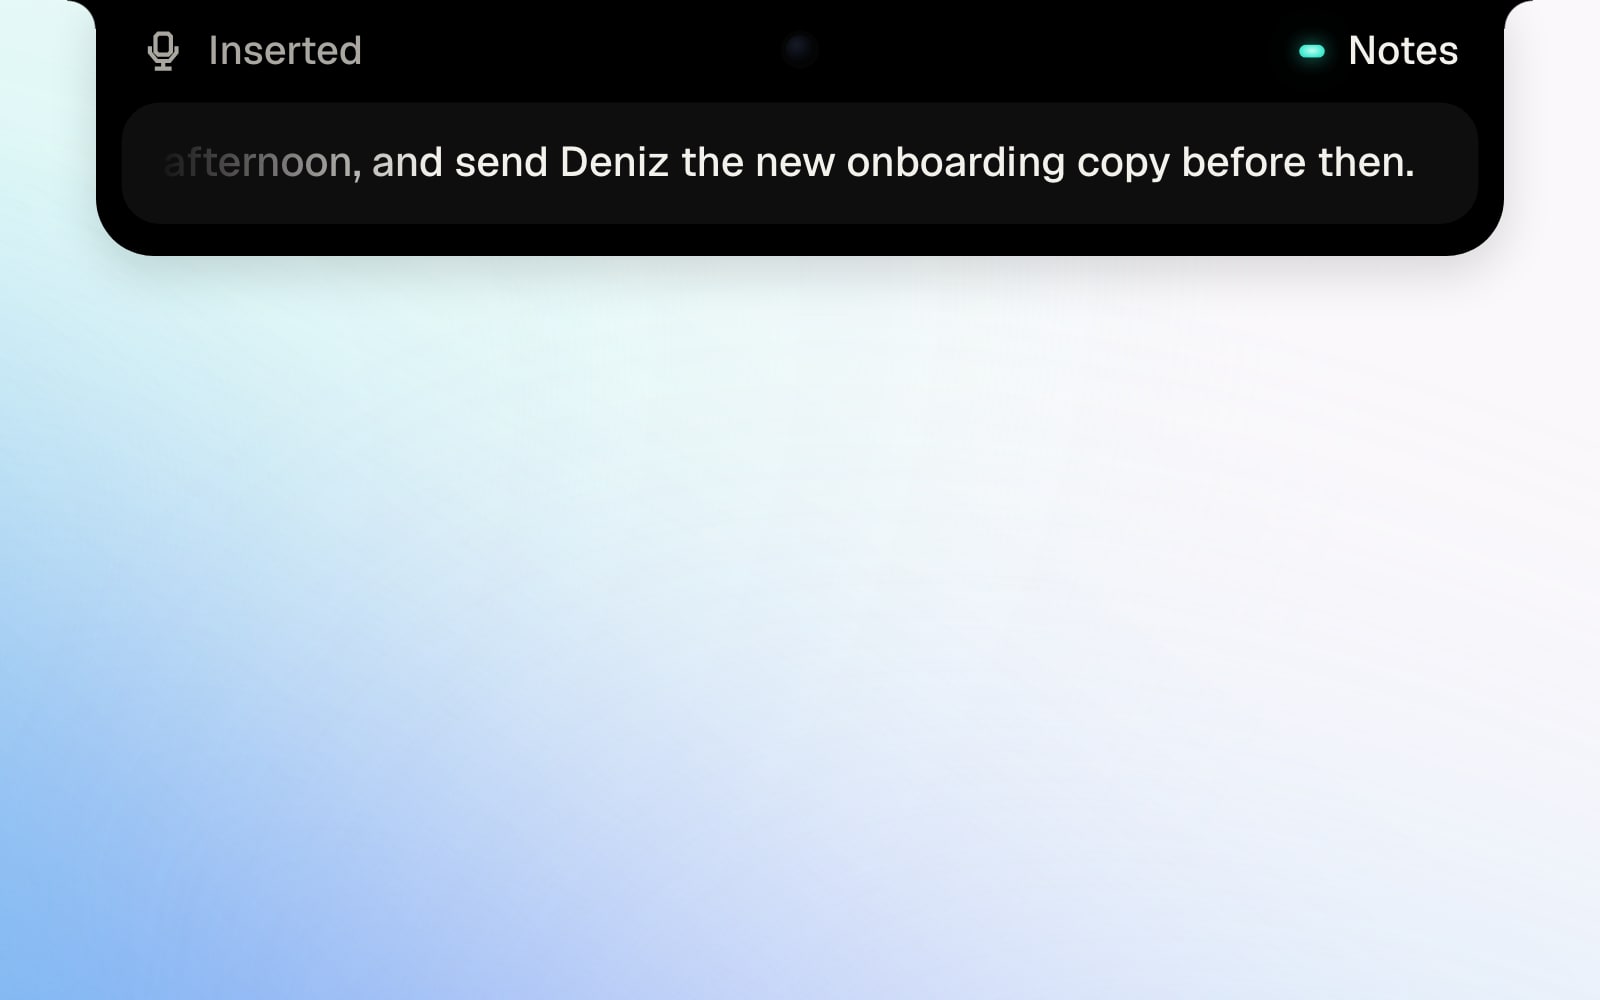 Inserted
Notes
afternoon, and send Deniz the new onboarding copy before then.